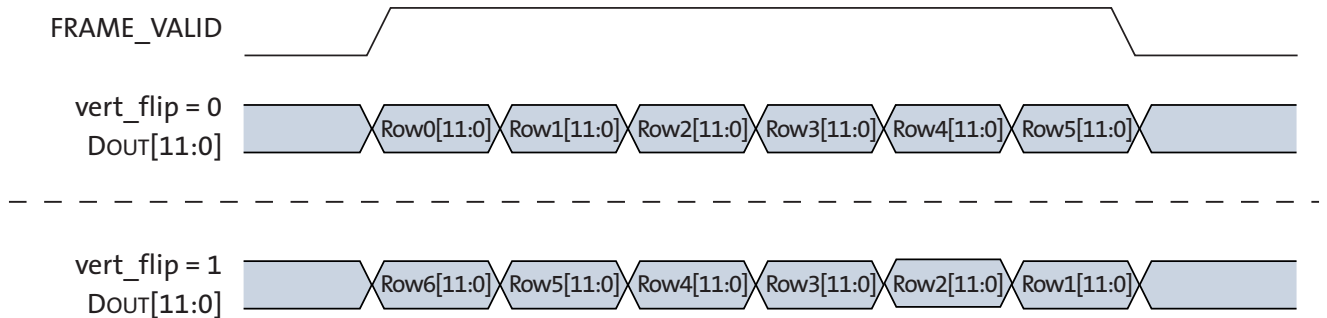 FRAME_VALID
vert_flip = 0
DOUT[11:0]
Row0[11:0] Row1[11:0] Row2[11:0] Row3[11:0] Row4[11:0] Row5[11:0]
vert_flip = 1
DOUT[11:0]
Row6[11:0] Row5[11:0] Row4[11:0] Row3[11:0] Row2[11:0] Row1[11:0]